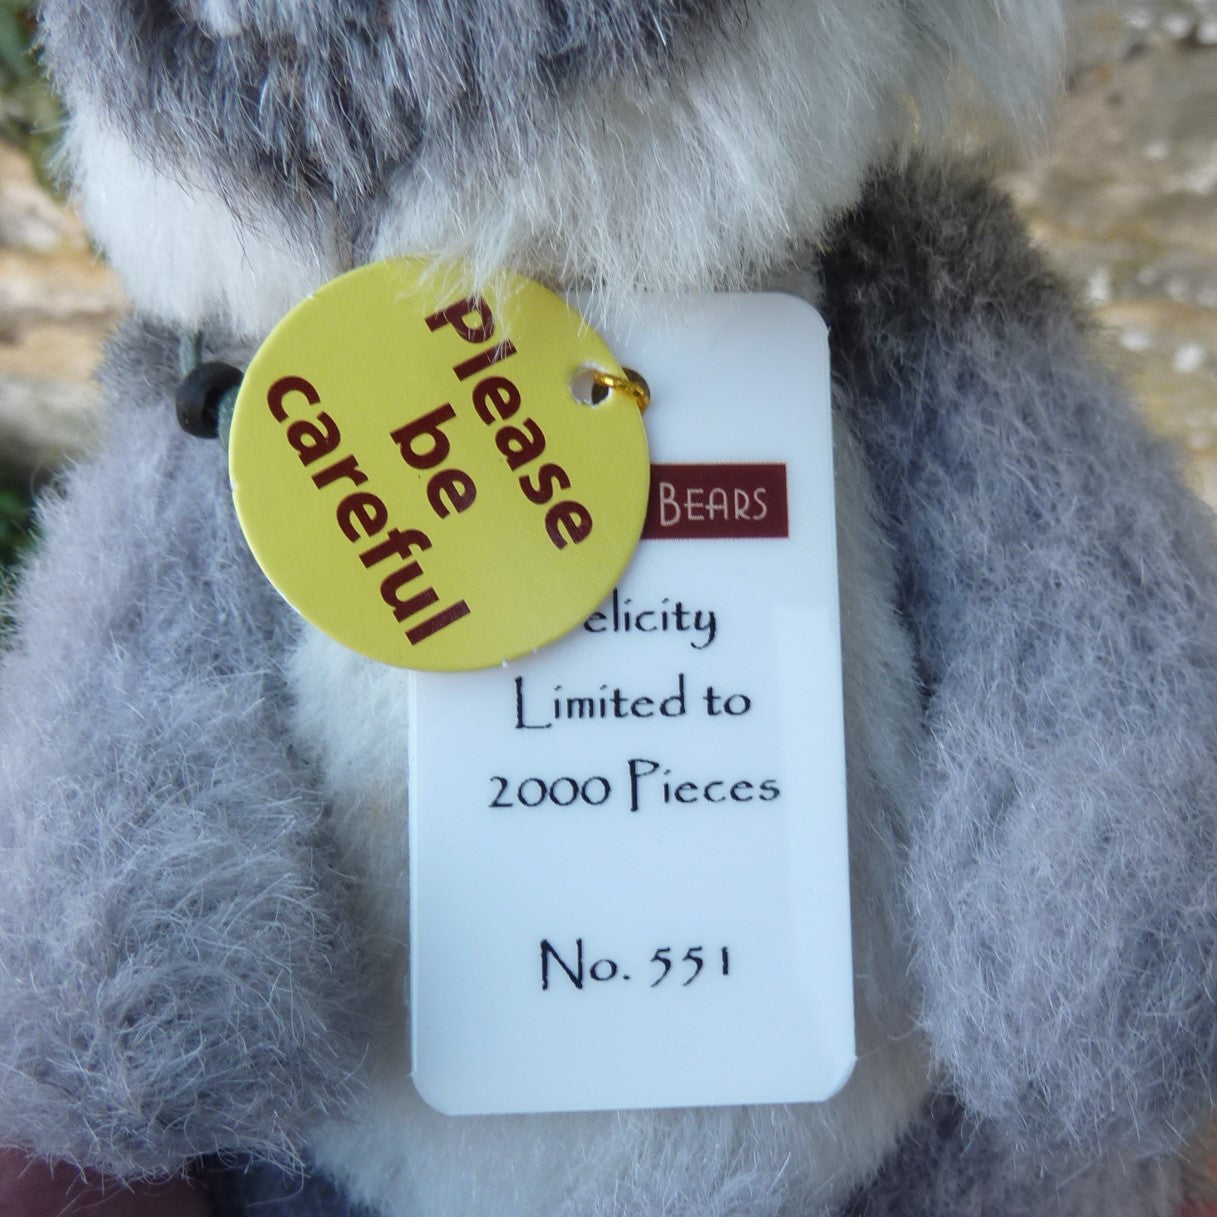 Please
be
careful
BEARS
elicity
Limited to
2000 Pieces
No. 551